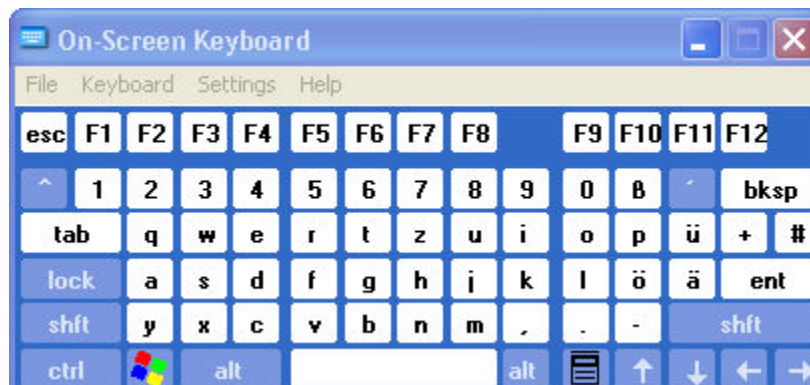 On-Screen Keyboard
File Keyboard Settings Help
esc F1 F2 F3 F4 F5 F6 F7 F8 F9 F10 F11 F12
^ 1 2 3 4 5 6 7 8 9 0 ß ´ bksp
tab q w e r t z u i o p ü + #
lock a s d f g h j k l ö ä ent
shft y x c v b n m , . - shft
ctrl alt alt ↑ ↓ ← →